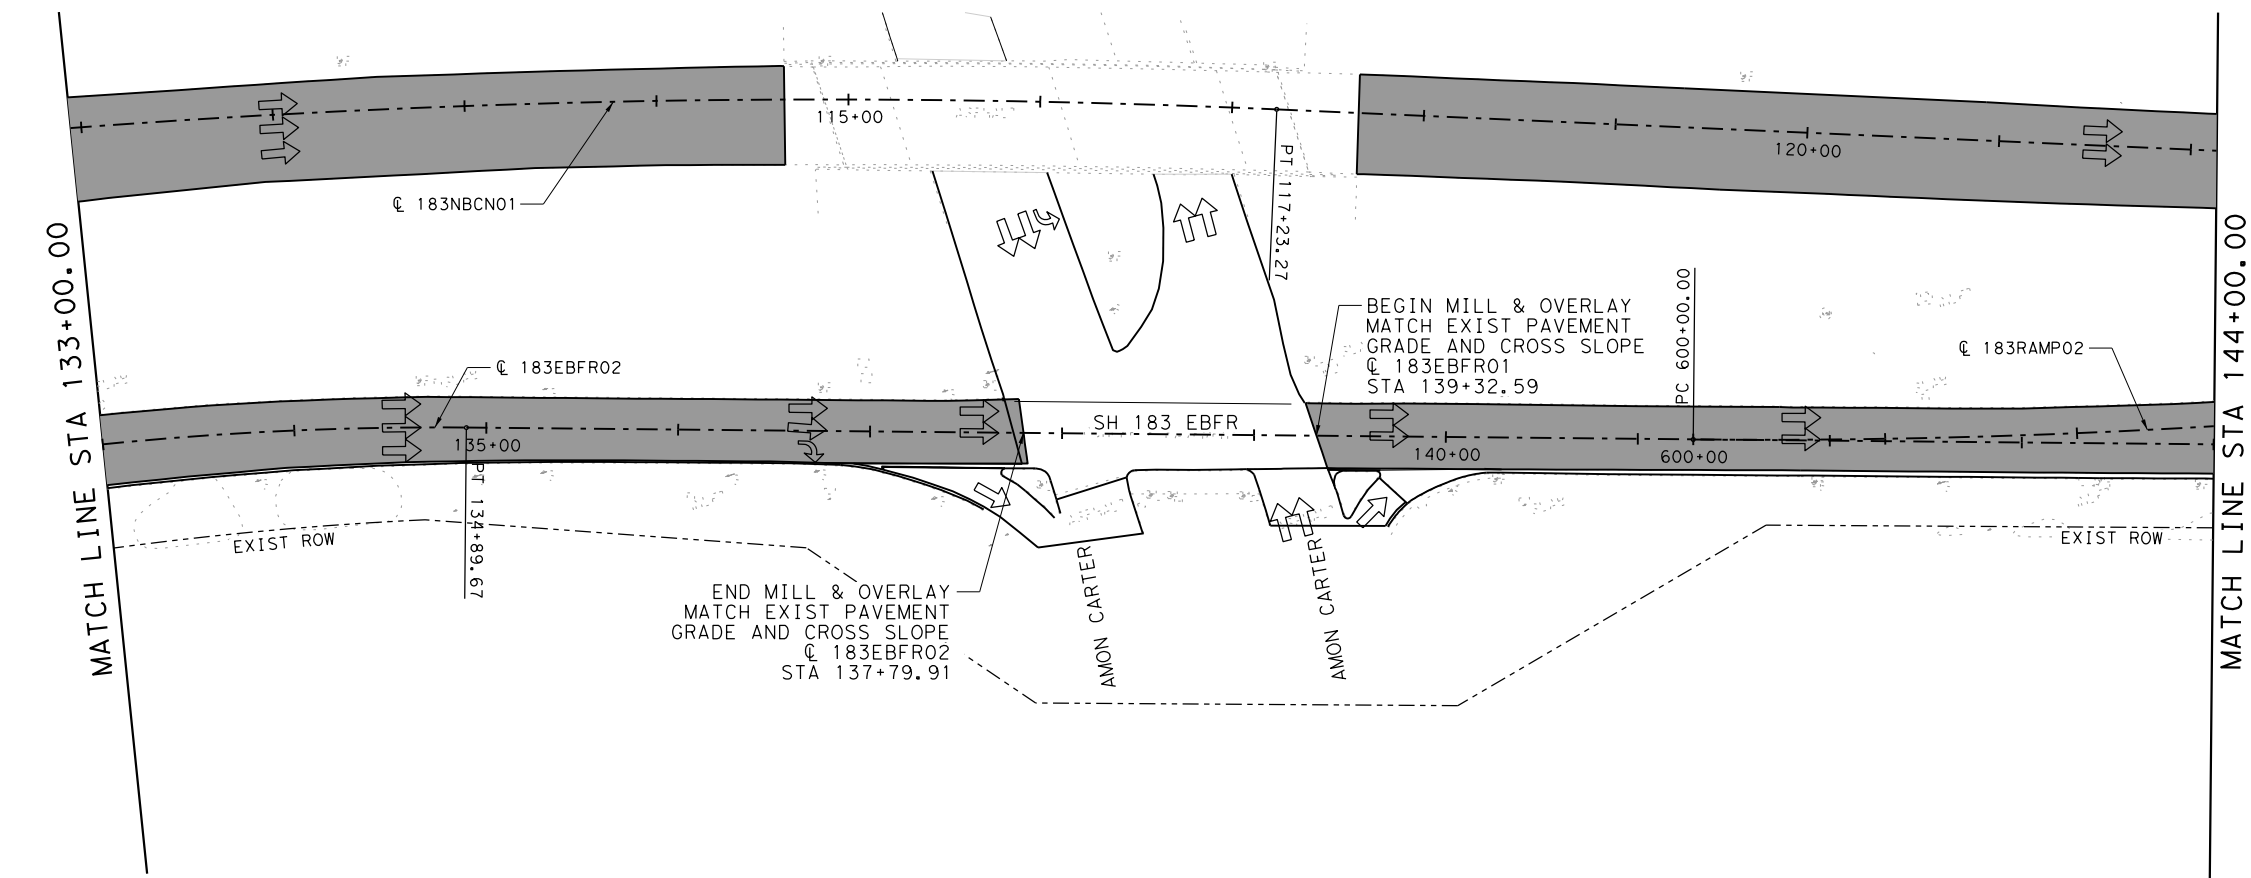 115+00
120+00
℄ 183NBCN01
PT 117+23.27
MATCH LINE STA 133+00.00
MATCH LINE STA 144+00.00
BEGIN MILL & OVERLAY
MATCH EXIST PAVEMENT
GRADE AND CROSS SLOPE
℄ 183EBFR01
STA 139+32.59
PC 600+00.00
℄ 183RAMP02
℄ 183EBFR02
SH 183 EBFR
135+00
140+00
600+00
PT 134+89.67
EXIST ROW
EXIST ROW
END MILL & OVERLAY
MATCH EXIST PAVEMENT
GRADE AND CROSS SLOPE
℄ 183EBFR02
STA 137+79.91
AMON CARTER
AMON CARTER